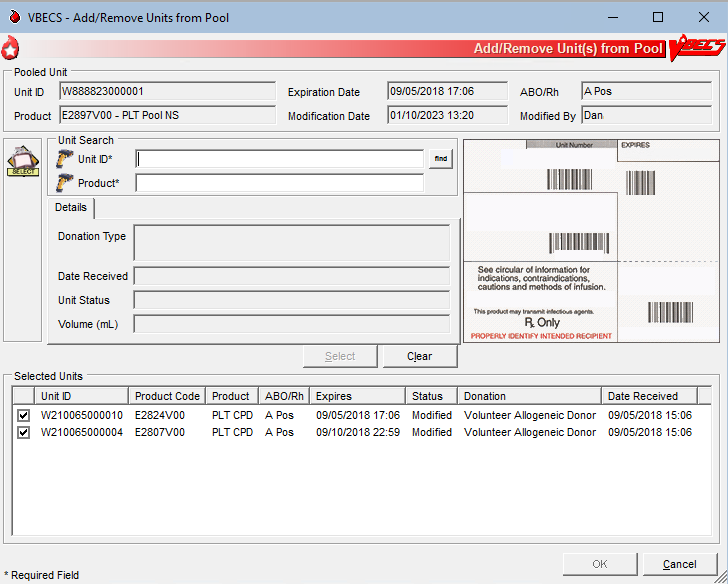 VBECS - Add/Remove Units from Pool
Add/Remove Unit(s) from Pool VBECS
Pooled Unit
Unit ID W888823000001 Expiration Date 09/05/2018 17:06 ABO/Rh A Pos
Product E2897V00 - PLT Pool NS Modification Date 01/10/2023 13:20 Modified By Dan
SELECT
Unit Search
Unit ID* find
Product*
Details
Donation Type
Date Received
Unit Status
Volume (mL)
Select Clear
Unit Number EXPIRES
See circular of information for
indications, contraindications,
cautions and methods of infusion.
This product may transmit infectious agents.
Rx Only
PROPERLY IDENTIFY INTENDED RECIPIENT
Selected Units
Unit ID Product Code Product ABO/Rh Expires Status Donation Date Received
W210065000010 E2824V00 PLT CPD A Pos 09/05/2018 17:06 Modified Volunteer Allogeneic Donor 09/05/2018 15:06
W210065000004 E2807V00 PLT CPD A Pos 09/10/2018 22:59 Modified Volunteer Allogeneic Donor 09/05/2018 15:06
* Required Field
OK Cancel